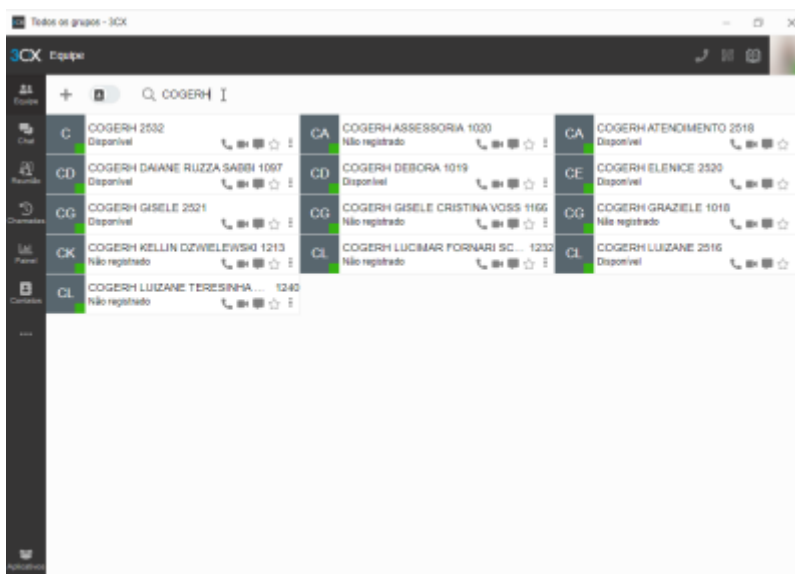 3CX Todos os grupos - 3CX
3CX Equipe
Equipe
COGERH
Chat
Reunião
Chamadas
Painel
Contatos
...
Aplicativos
C COGERH 2532
Disponível
CA COGERH ASSESSORIA 1020
Não registrado
CA COGERH ATENDIMENTO 2518
Disponível
CD COGERH DAIANE RUZZA SABBI 1097
Disponível
CD COGERH DEBORA 1019
Disponível
CE COGERH ELENICE 2520
Disponível
CG COGERH GISELE 2521
Disponível
CG COGERH GISELE CRISTINA VOSS 1166
Não registrado
CG COGERH GRAZIELE 1018
Não registrado
CK COGERH KELLIN DZWIELEWSKI 1213
Não registrado
CL COGERH LUCIMAR FORNARI SC... 1232
Não registrado
CL COGERH LUIZANE 2516
Disponível
CL COGERH LUIZANE TERESINHA ... 1240
Não registrado